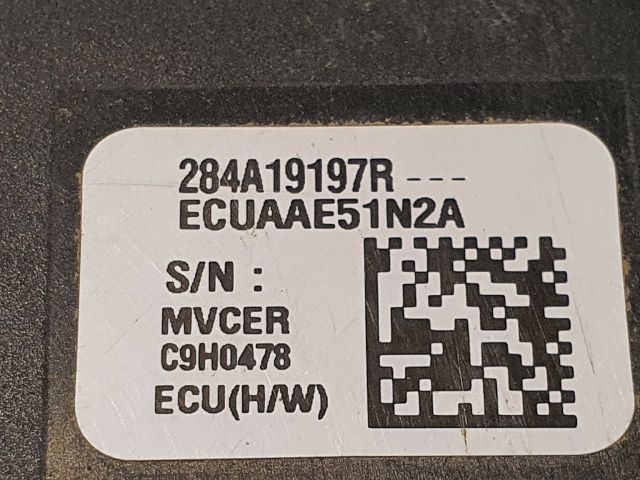 284A19197R---
ECUAAE51N2A
S/N :
MVCER
C9H0478
ECU(H/W)